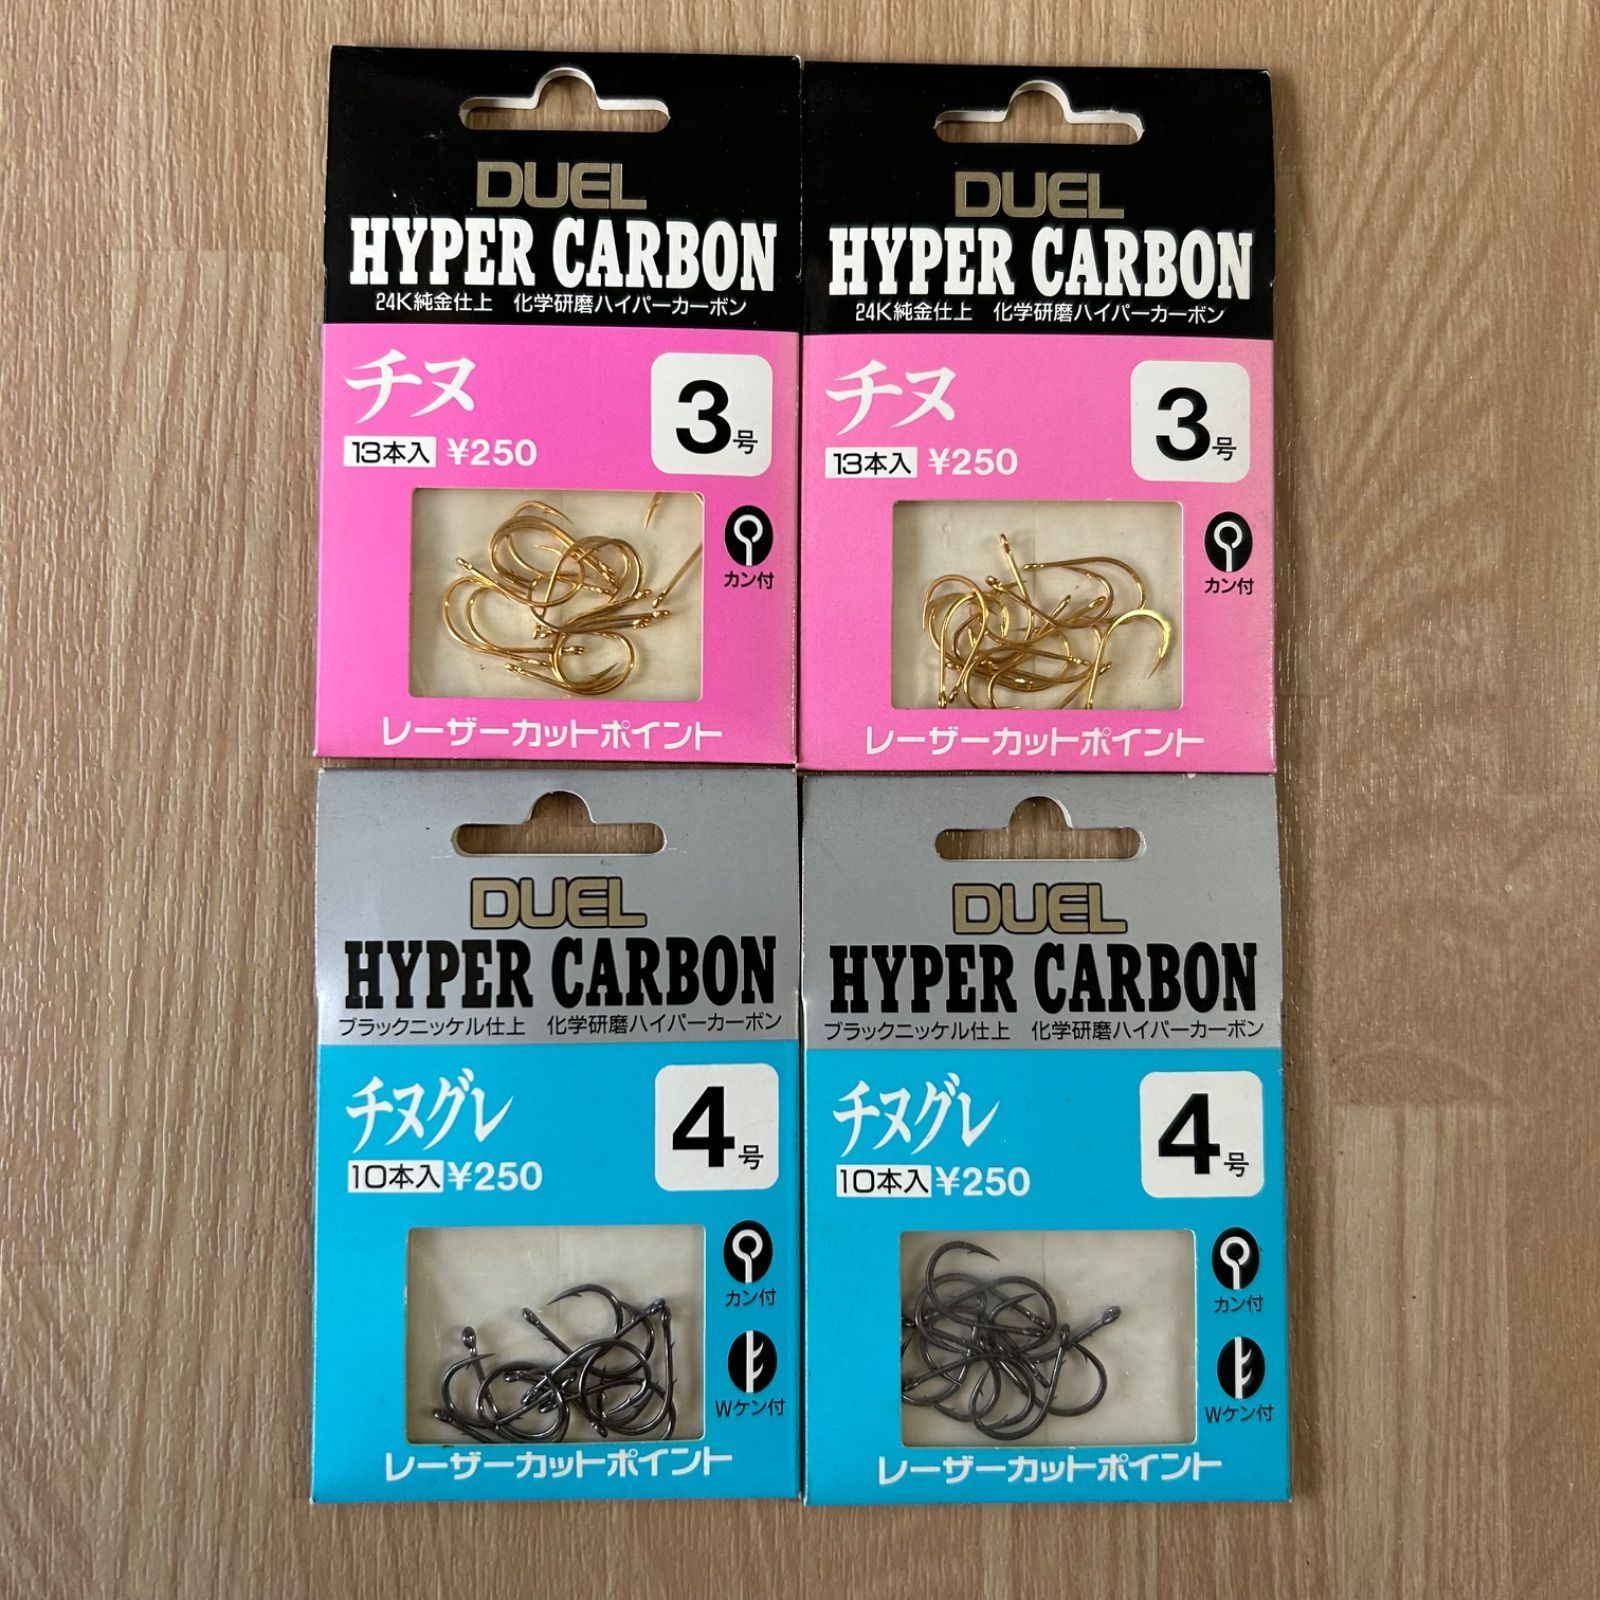 DUEL
HYPER CARBON
24K純金仕上 化学研磨ハイパーカーボン
チヌ
3号
13本入 ¥250
カン付
レーザーカットポイント
DUEL
HYPER CARBON
24K純金仕上 化学研磨ハイパーカーボン
チヌ
3号
13本入 ¥250
カン付
レーザーカットポイント
DUEL
HYPER CARBON
ブラックニッケル仕上 化学研磨ハイパーカーボン
チヌグレ
4号
10本入 ¥250
カン付
Wケン付
レーザーカットポイント
DUEL
HYPER CARBON
ブラックニッケル仕上 化学研磨ハイパーカーボン
チヌグレ
4号
10本入 ¥250
カン付
Wケン付
レーザーカットポイント